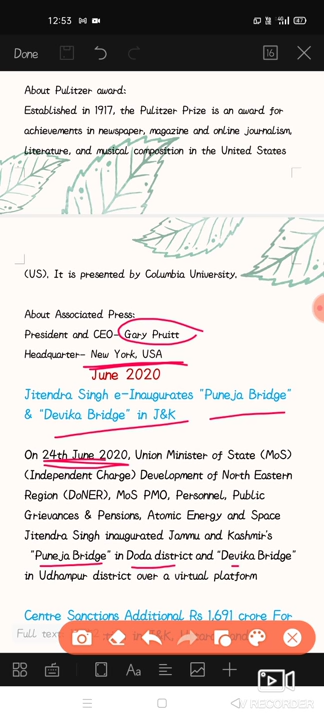 12:53
47
Done
16
About Pulitzer award:
Established in 1917, the Pulitzer Prize is an award for
achievements in newspaper, magazine and online journalism,
literature, and musical composition in the United States
(US). It is presented by Columbia University.
About Associated Press:
President and CEO– Gary Pruitt
Headquarter– New York, USA
June 2020
Jitendra Singh e-Inaugurates "Puneja Bridge"
& "Devika Bridge" in J&K
On 24th June 2020, Union Minister of State (MoS)
(Independent Charge) Development of North Eastern
Region (DoNER), MoS PMO, Personnel, Public
Grievances & Pensions, Atomic Energy and Space
Jitendra Singh inaugurated Jammu and Kashmir's
"Puneja Bridge" in Doda district and "Devika Bridge"
in Udhampur district over a virtual platform
Centre Sanctions Additional Rs 1,691 crore For
Full text
Aa
RECORDER